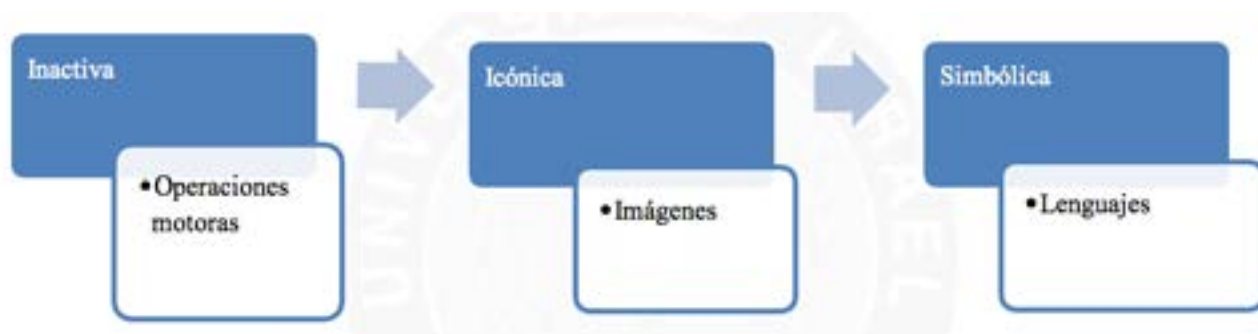 Inactiva
•Operaciones
motoras
Icónica
•Imágenes
Simbólica
•Lenguajes